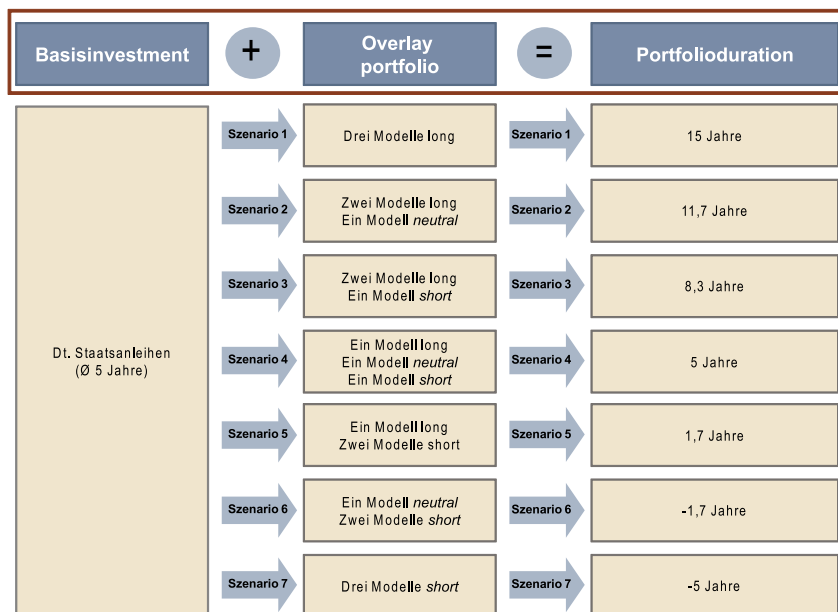 Basisinvestment
+
Overlay
portfolio
=
Portfolioduration
Dt. Staatsanleihen
(Ø 5 Jahre)
Szenario 1
Drei Modelle long
Szenario 1
15 Jahre
Szenario 2
Zwei Modelle long
Ein Modell neutral
Szenario 2
11,7 Jahre
Szenario 3
Zwei Modelle long
Ein Modell short
Szenario 3
8,3 Jahre
Szenario 4
Ein Modell long
Ein Modell neutral
Ein Modell short
Szenario 4
5 Jahre
Szenario 5
Ein Modell long
Zwei Modelle short
Szenario 5
1,7 Jahre
Szenario 6
Ein Modell neutral
Zwei Modelle short
Szenario 6
-1,7 Jahre
Szenario 7
Drei Modelle short
Szenario 7
-5 Jahre